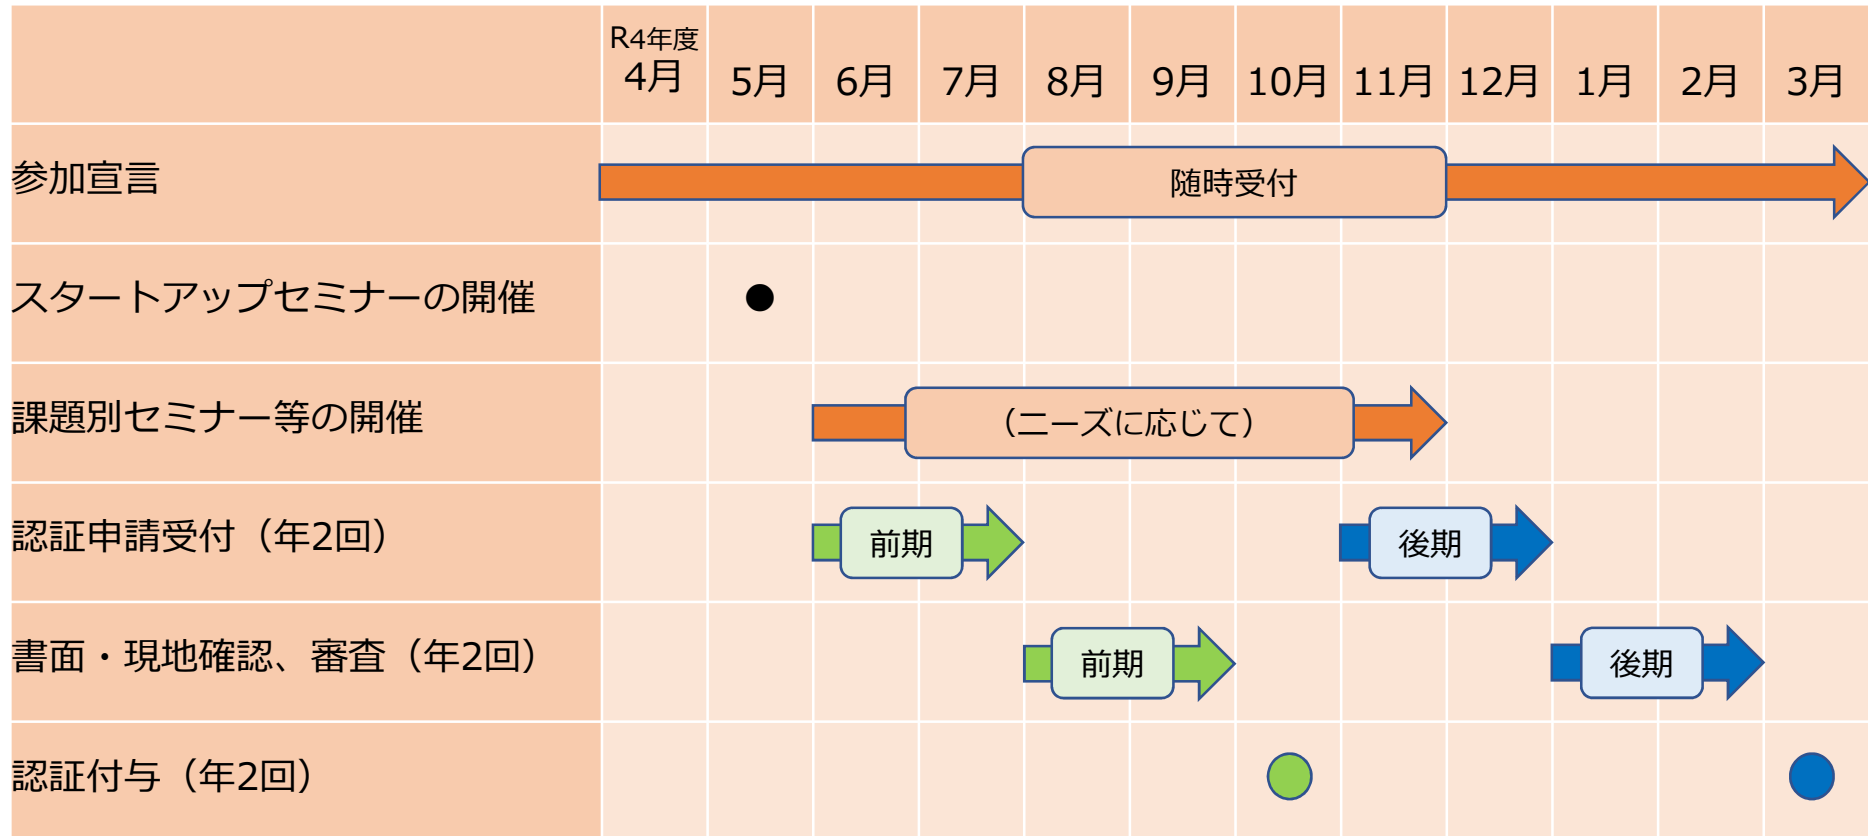 R4年度
4月 5月 6月 7月 8月 9月 10月 11月 12月 1月 2月 3月
参加宣言
随時受付
スタートアップセミナーの開催
課題別セミナー等の開催
（ニーズに応じて）
認証申請受付（年2回）
前期 後期
書面・現地確認、審査（年2回）
前期 後期
認証付与（年2回）